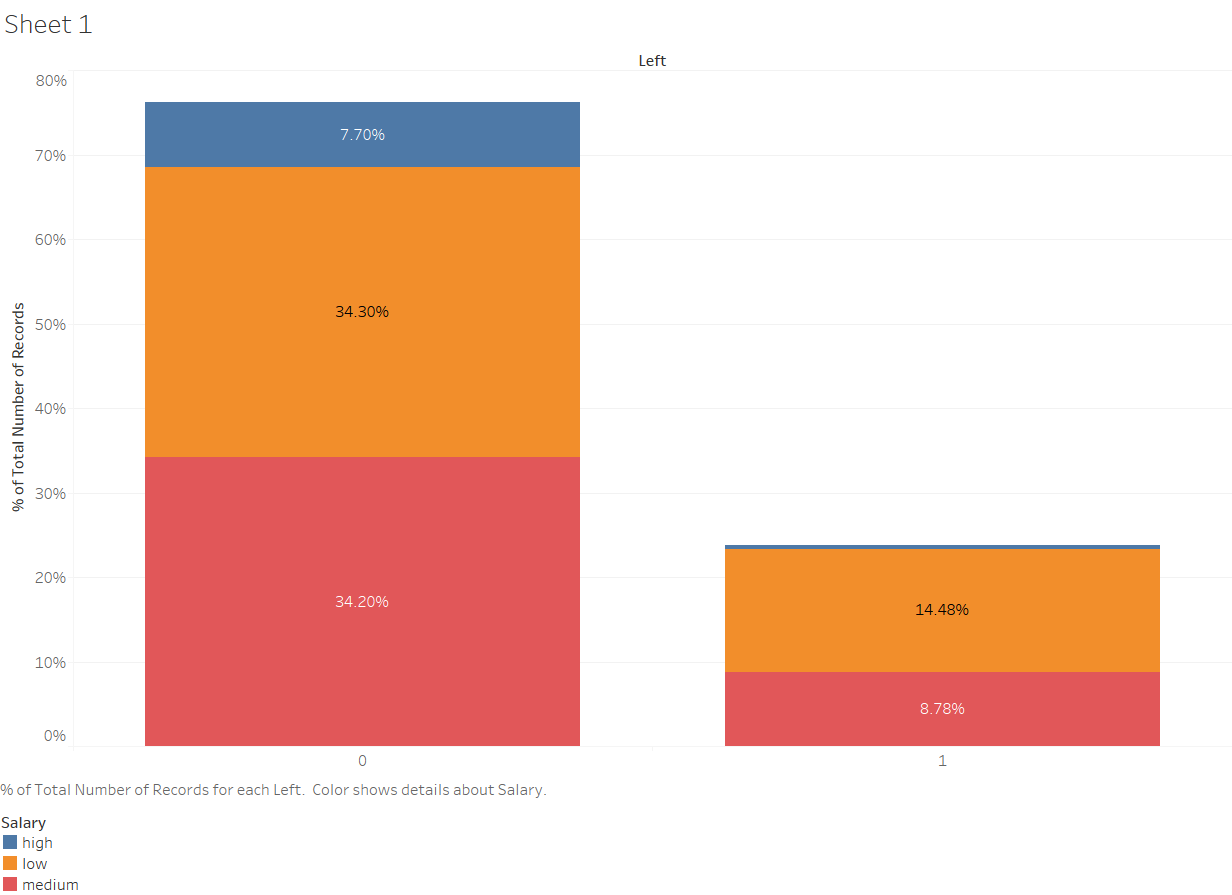 Sheet 1
Left
80%
7.70%
70%
60%
34.30%
50%
% of Total Number of Records
40%
30%
20%
34.20%
14.48%
10%
8.78%
0%
0 1
% of Total Number of Records for each Left. Color shows details about Salary.
Salary
high
low
medium